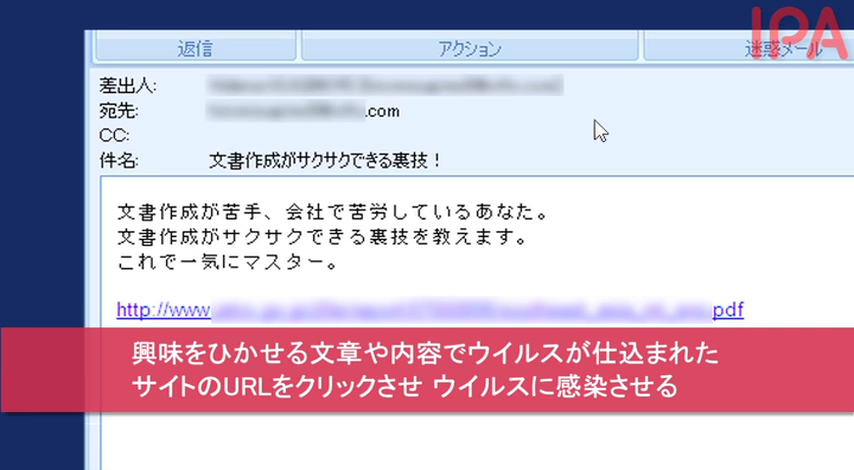 IPA
返信 アクション 迷惑メール
差出人:
宛先: .com
CC:
件名: 文書作成がサクサクできる裏技！
文書作成が苦手、会社で苦労しているあなた。
文書作成がサクサクできる裏技を教えます。
これで一気にマスター。
http://www. pdf
興味をひかせる文章や内容でウイルスが仕込まれた
サイトのURLをクリックさせ ウイルスに感染させる